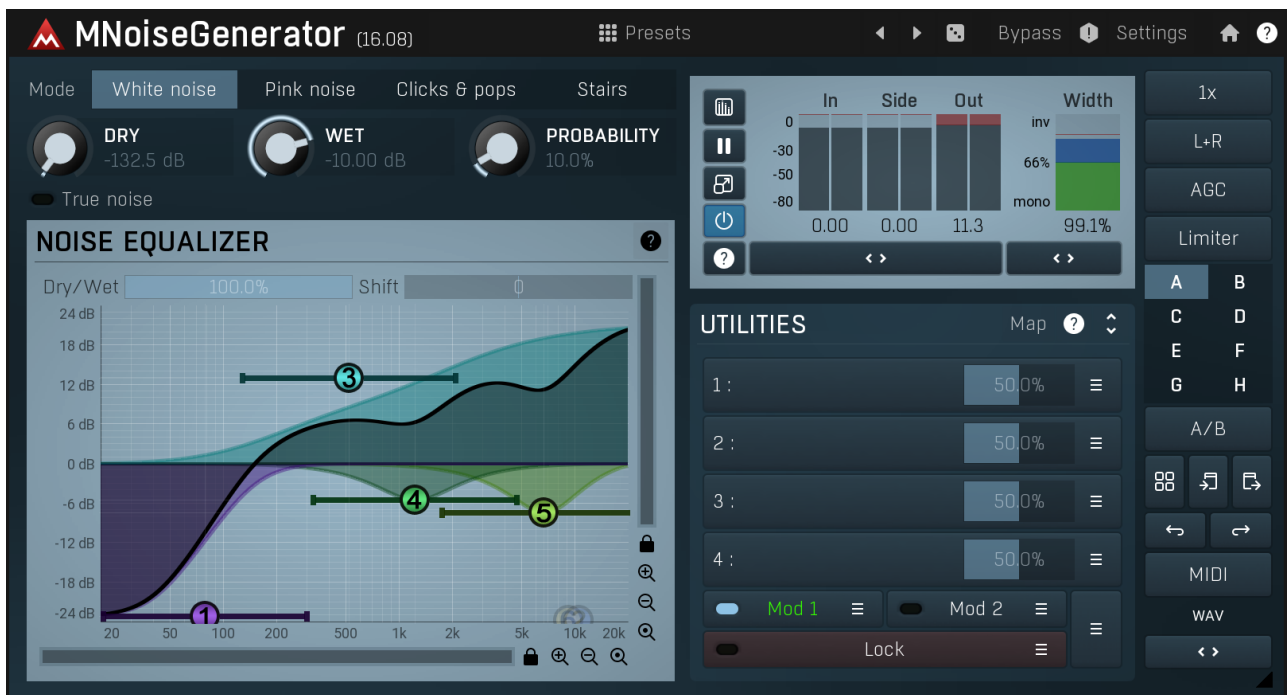 MNoiseGenerator (16.08) Presets Bypass Settings ?
Mode White noise Pink noise Clicks & pops Stairs
DRY
-132.5 dB
WET
-10.00 dB
PROBABILITY
10.0%
True noise
NOISE EQUALIZER ?
Dry/Wet 100.0% Shift 0
24 dB
18 dB
12 dB
6 dB
0 dB
-6 dB
-12 dB
-18 dB
-24 dB
3
4
5
1
20 50 100 200 500 1k 2k 5k 10k 20k
In Side Out Width
0
-30
-50
-80
inv
66%
mono
0.00 0.00 11.3 99.1%
?
UTILITIES Map ?
1 : 50.0%
2 : 50.0%
3 : 50.0%
4 : 50.0%
Mod 1 Mod 2
Lock
1x
L+R
AGC
Limiter
A B
C D
E F
G H
A/B
MIDI
WAV